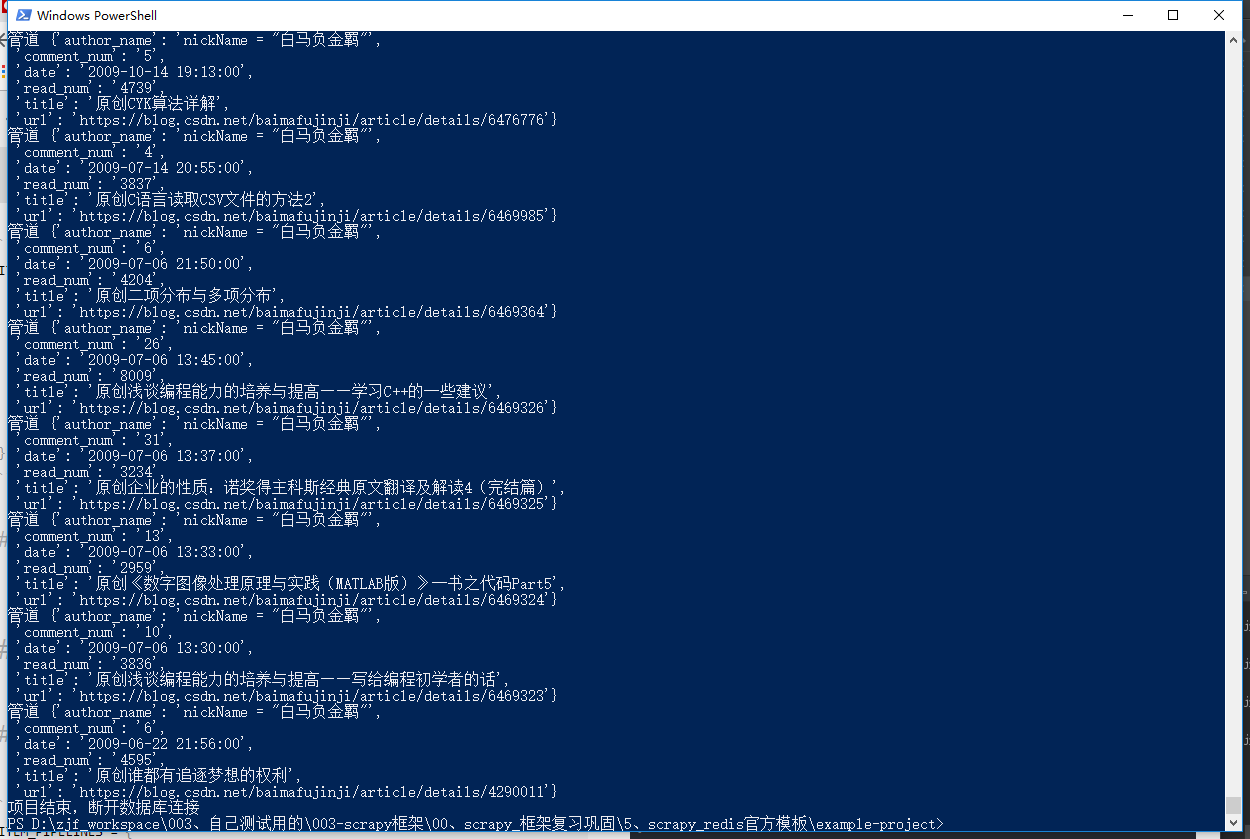 Windows PowerShell
管道 {'author_name': 'nickName = "白马负金羁"',
'comment_num': '5',
'date': '2009-10-14 19:13:00',
'read_num': '4739',
'title': '原创CYK算法详解',
'url': 'https://blog.csdn.net/baimafujinji/article/details/6476776'}
管道 {'author_name': 'nickName = "白马负金羁"',
'comment_num': '4',
'date': '2009-07-14 20:55:00',
'read_num': '3837',
'title': '原创C语言读取CSV文件的方法2',
'url': 'https://blog.csdn.net/baimafujinji/article/details/6469985'}
管道 {'author_name': 'nickName = "白马负金羁"',
'comment_num': '6',
'date': '2009-07-06 21:50:00',
'read_num': '4204',
'title': '原创二项分布与多项分布',
'url': 'https://blog.csdn.net/baimafujinji/article/details/6469364'}
管道 {'author_name': 'nickName = "白马负金羁"',
'comment_num': '26',
'date': '2009-07-06 13:45:00',
'read_num': '8009',
'title': '原创浅谈编程能力的培养与提高——学习C++的一些建议',
'url': 'https://blog.csdn.net/baimafujinji/article/details/6469326'}
管道 {'author_name': 'nickName = "白马负金羁"',
'comment_num': '31',
'date': '2009-07-06 13:37:00',
'read_num': '3234',
'title': '原创企业的性质：诺奖得主科斯经典原文翻译及解读4（完结篇）',
'url': 'https://blog.csdn.net/baimafujinji/article/details/6469325'}
管道 {'author_name': 'nickName = "白马负金羁"',
'comment_num': '13',
'date': '2009-07-06 13:33:00',
'read_num': '2959',
'title': '原创《数字图像处理原理与实践（MATLAB版）》一书之代码Part5',
'url': 'https://blog.csdn.net/baimafujinji/article/details/6469324'}
管道 {'author_name': 'nickName = "白马负金羁"',
'comment_num': '10',
'date': '2009-07-06 13:30:00',
'read_num': '3836',
'title': '原创浅谈编程能力的培养与提高——写给编程初学者的话',
'url': 'https://blog.csdn.net/baimafujinji/article/details/6469323'}
管道 {'author_name': 'nickName = "白马负金羁"',
'comment_num': '6',
'date': '2009-06-22 21:56:00',
'read_num': '4595',
'title': '原创谁都有追逐梦想的权利',
'url': 'https://blog.csdn.net/baimafujinji/article/details/4290011'}
项目结束，断开数据库连接
PS D:\zjf_workspace\003、自己测试用的\003-scrapy框架\00、scrapy_框架复习巩固\5、scrapy_redis官方模板\example-project>